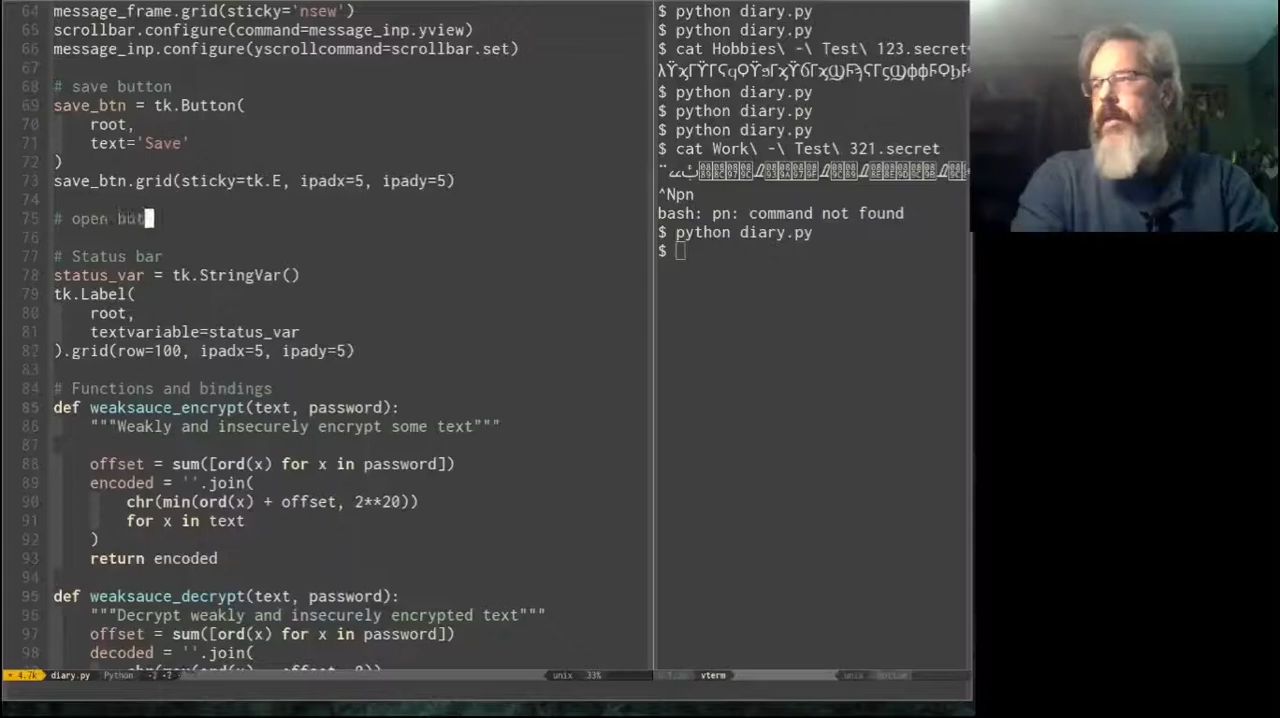 64 message_frame.grid(sticky='nsew')
65 scrollbar.configure(command=message_inp.yview)
66 message_inp.configure(yscrollcommand=scrollbar.set)
67
68 # save button
69 save_btn = tk.Button(
70 root,
71 text='Save'
72 )
73 save_btn.grid(sticky=tk.E, ipadx=5, ipady=5)
74
75 # open but
76
77 # Status bar
78 status_var = tk.StringVar()
79 tk.Label(
80 root,
81 textvariable=status_var
82 ).grid(row=100, ipadx=5, ipady=5)
83
84 # Functions and bindings
85 def weaksauce_encrypt(text, password):
86 """Weakly and insecurely encrypt some text"""
87
88 offset = sum([ord(x) for x in password])
89 encoded = ''.join(
90 chr(min(ord(x) + offset, 2**20))
91 for x in text
92 )
93 return encoded
94
95 def weaksauce_decrypt(text, password):
96 """Decrypt weakly and insecurely encrypted text"""
97 offset = sum([ord(x) for x in password])
98 decoded = ''.join(
4.7k diary.py Python unix 33%
$ python diary.py
$ python diary.py
$ cat Hobbies\ -\ Test\ 123.secret
$ python diary.py
$ python diary.py
$ python diary.py
$ cat Work\ -\ Test\ 321.secret
^Npn
bash: pn: command not found
$ python diary.py
$
vterm unix